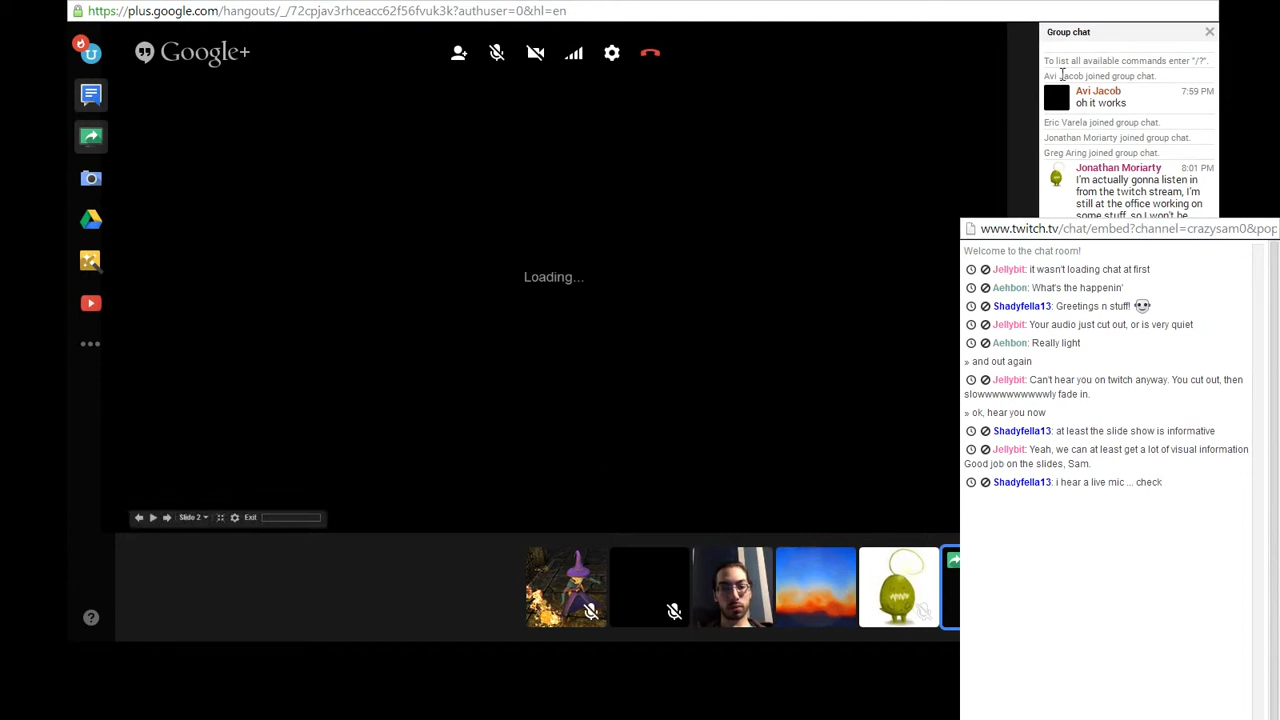 https://plus.google.com/hangouts/_/72cpjav3rhceacc62f56fvuk3k?authuser=0&hl=en
Google+
Group chat
To list all available commands enter "/?".
Avi Jacob joined group chat.
Avi Jacob 7:59 PM
oh it works
Eric Varela joined group chat.
Jonathan Moriarty joined group chat.
Greg Aring joined group chat.
Jonathan Moriarty 8:01 PM
I'm actually gonna listen in
from the twitch stream, I'm
still at the office working on
some stuff, so I won't be
www.twitch.tv/chat/embed?channel=crazysam0&pop
Welcome to the chat room!
Jellybit: it wasn't loading chat at first
Aehbon: What's the happenin'
Shadyfella13: Greetings n stuff!
Jellybit: Your audio just cut out, or is very quiet
Aehbon: Really light
» and out again
Jellybit: Can't hear you on twitch anyway. You cut out, then
slowwwwwwwwwwly fade in.
» ok, hear you now
Shadyfella13: at least the slide show is informative
Jellybit: Yeah, we can at least get a lot of visual information
Good job on the slides, Sam.
Shadyfella13: i hear a live mic ... check
Loading...
Slide 2 Exit